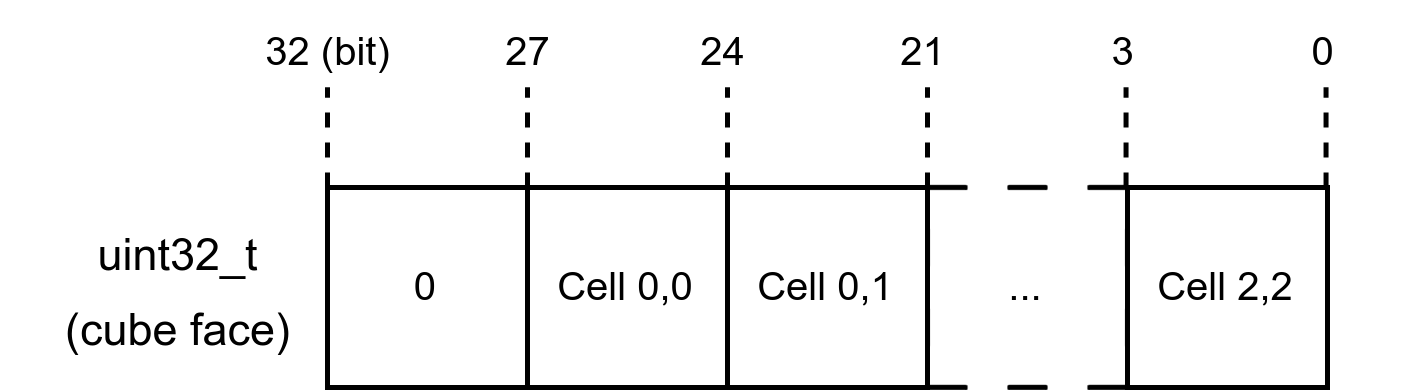 32 (bit) 27 24 21 3 0
uint32_t
(cube face)
0 Cell 0,0 Cell 0,1 ... Cell 2,2